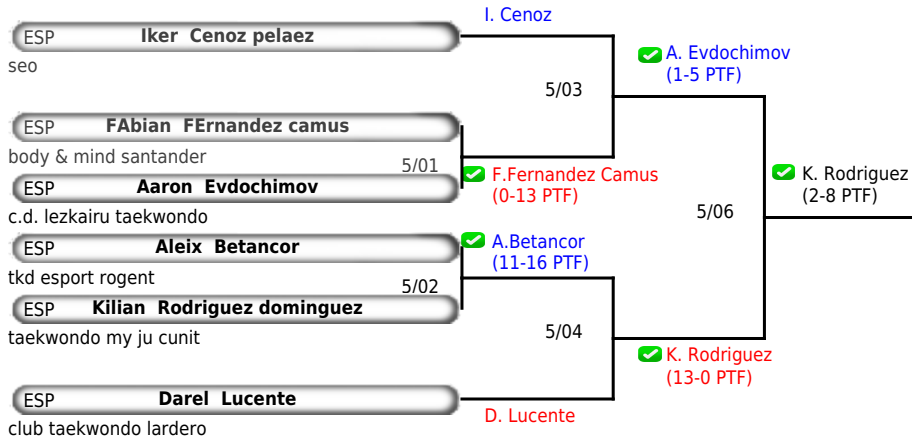 I. Cenoz
ESP Iker Cenoz pelaez
seo
A. Evdochimov
(1-5 PTF)
5/03
ESP FAbian FErnandez camus
body & mind santander
5/01
F.Fernandez Camus
(0-13 PTF)
ESP Aaron Evdochimov
c.d. lezkairu taekwondo
K. Rodriguez
(2-8 PTF)
5/06
ESP Aleix Betancor
tkd esport rogent
A.Betancor
(11-16 PTF)
5/02
ESP Kilian Rodriguez dominguez
taekwondo my ju cunit
5/04
K. Rodriguez
(13-0 PTF)
ESP Darel Lucente
club taekwondo lardero
D. Lucente